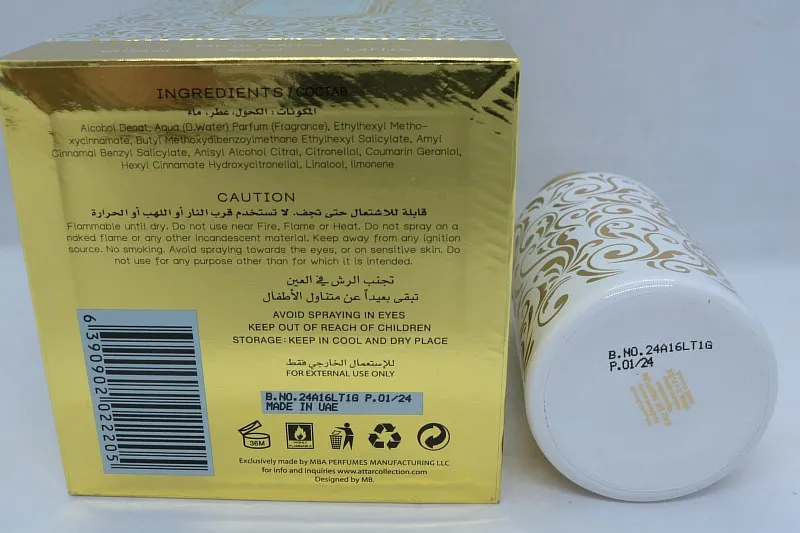 INGREDIENTS / СОСТАВ
المكونات: الكحول, عطر, ماء
Alcohol Denat, Aqua (D.Water) Parfum (Fragrance), Ethylhexyl Metho-
xycinnamate, Butyl Methoxydibenzoylmethane Ethylhexyl Salicylate, Amyl
Cinnamal Benzyl Salicylate, Anisyl Alcohol Citral, Citronellol, Coumarin Geraniol,
Hexyl Cinnamate Hydroxycitronellal, Linalool, limonene
CAUTION
قابلة للاشتعال حتى تجف. لا تستخدم قرب النار أو اللهب أو الحرارة
Flammable until dry. Do not use near Fire, Flame or Heat. Do not spray on a
naked flame or any other incandescent material. Keep away from any ignition
source. No smoking. Avoid spraying towards the eyes, or on sensitive skin. Do
not use for any purpose other than for which it is intended.
تجنب الرش في العين
تبقى بعيداً عن متناول الأطفال
AVOID SPRAYING IN EYES
KEEP OUT OF REACH OF CHILDREN
STORAGE: KEEP IN COOL AND DRY PLACE
للإستعمال الخارجي فقط
FOR EXTERNAL USE ONLY
B.NO.24A16LT1G P.01/24
MADE IN UAE
6 390902 022205
36M
HIGHLY
FLAMMABLE
Exclusively made by MBA PERFUMES MANUFACTURING LLC
for info and inquiries www.attarcollection.com
Designed by MB.
B.NO.24A16LT1G
P.01/24